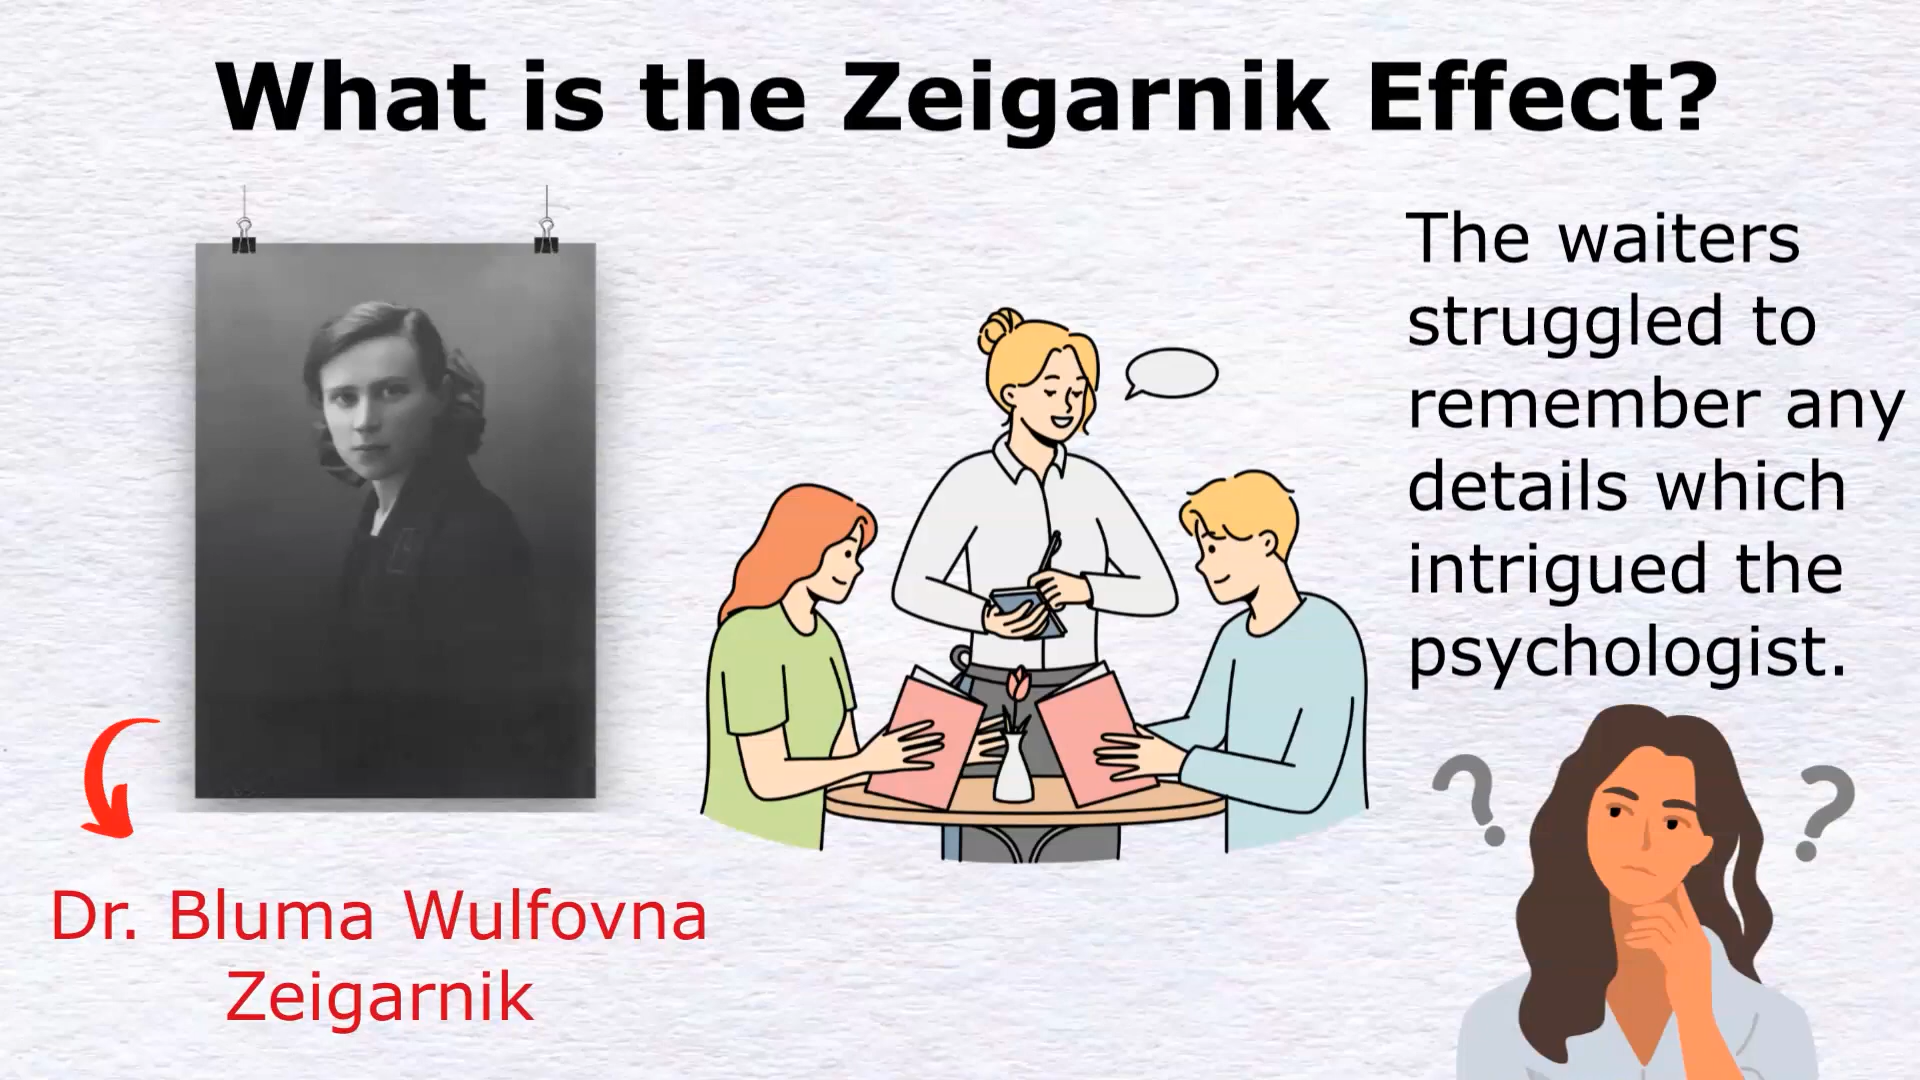 What is the Zeigarnik Effect?
The waiters
struggled to
remember any
details which
intrigued the
psychologist.
Dr. Bluma Wulfovna
Zeigarnik